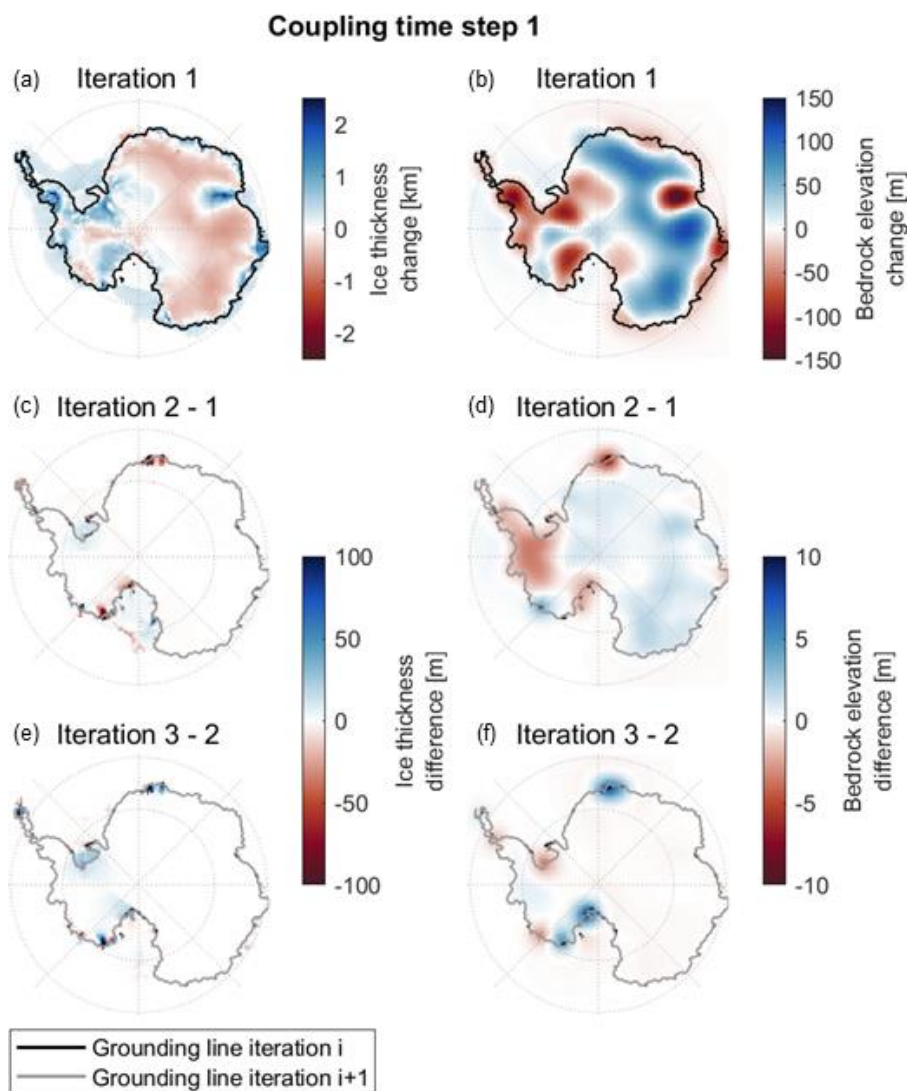 Coupling time step 1
(a) Iteration 1
2
1
0
-1
-2
Ice thickness
change [km]
(b) Iteration 1
150
100
50
0
-50
-100
-150
Bedrock elevation
change [m]
(c) Iteration 2 - 1
(d) Iteration 2 - 1
100
50
0
-50
-100
Ice thickness
difference [m]
10
5
0
-5
-10
Bedrock elevation
difference [m]
(e) Iteration 3 - 2
(f) Iteration 3 - 2
Grounding line iteration i
Grounding line iteration i+1